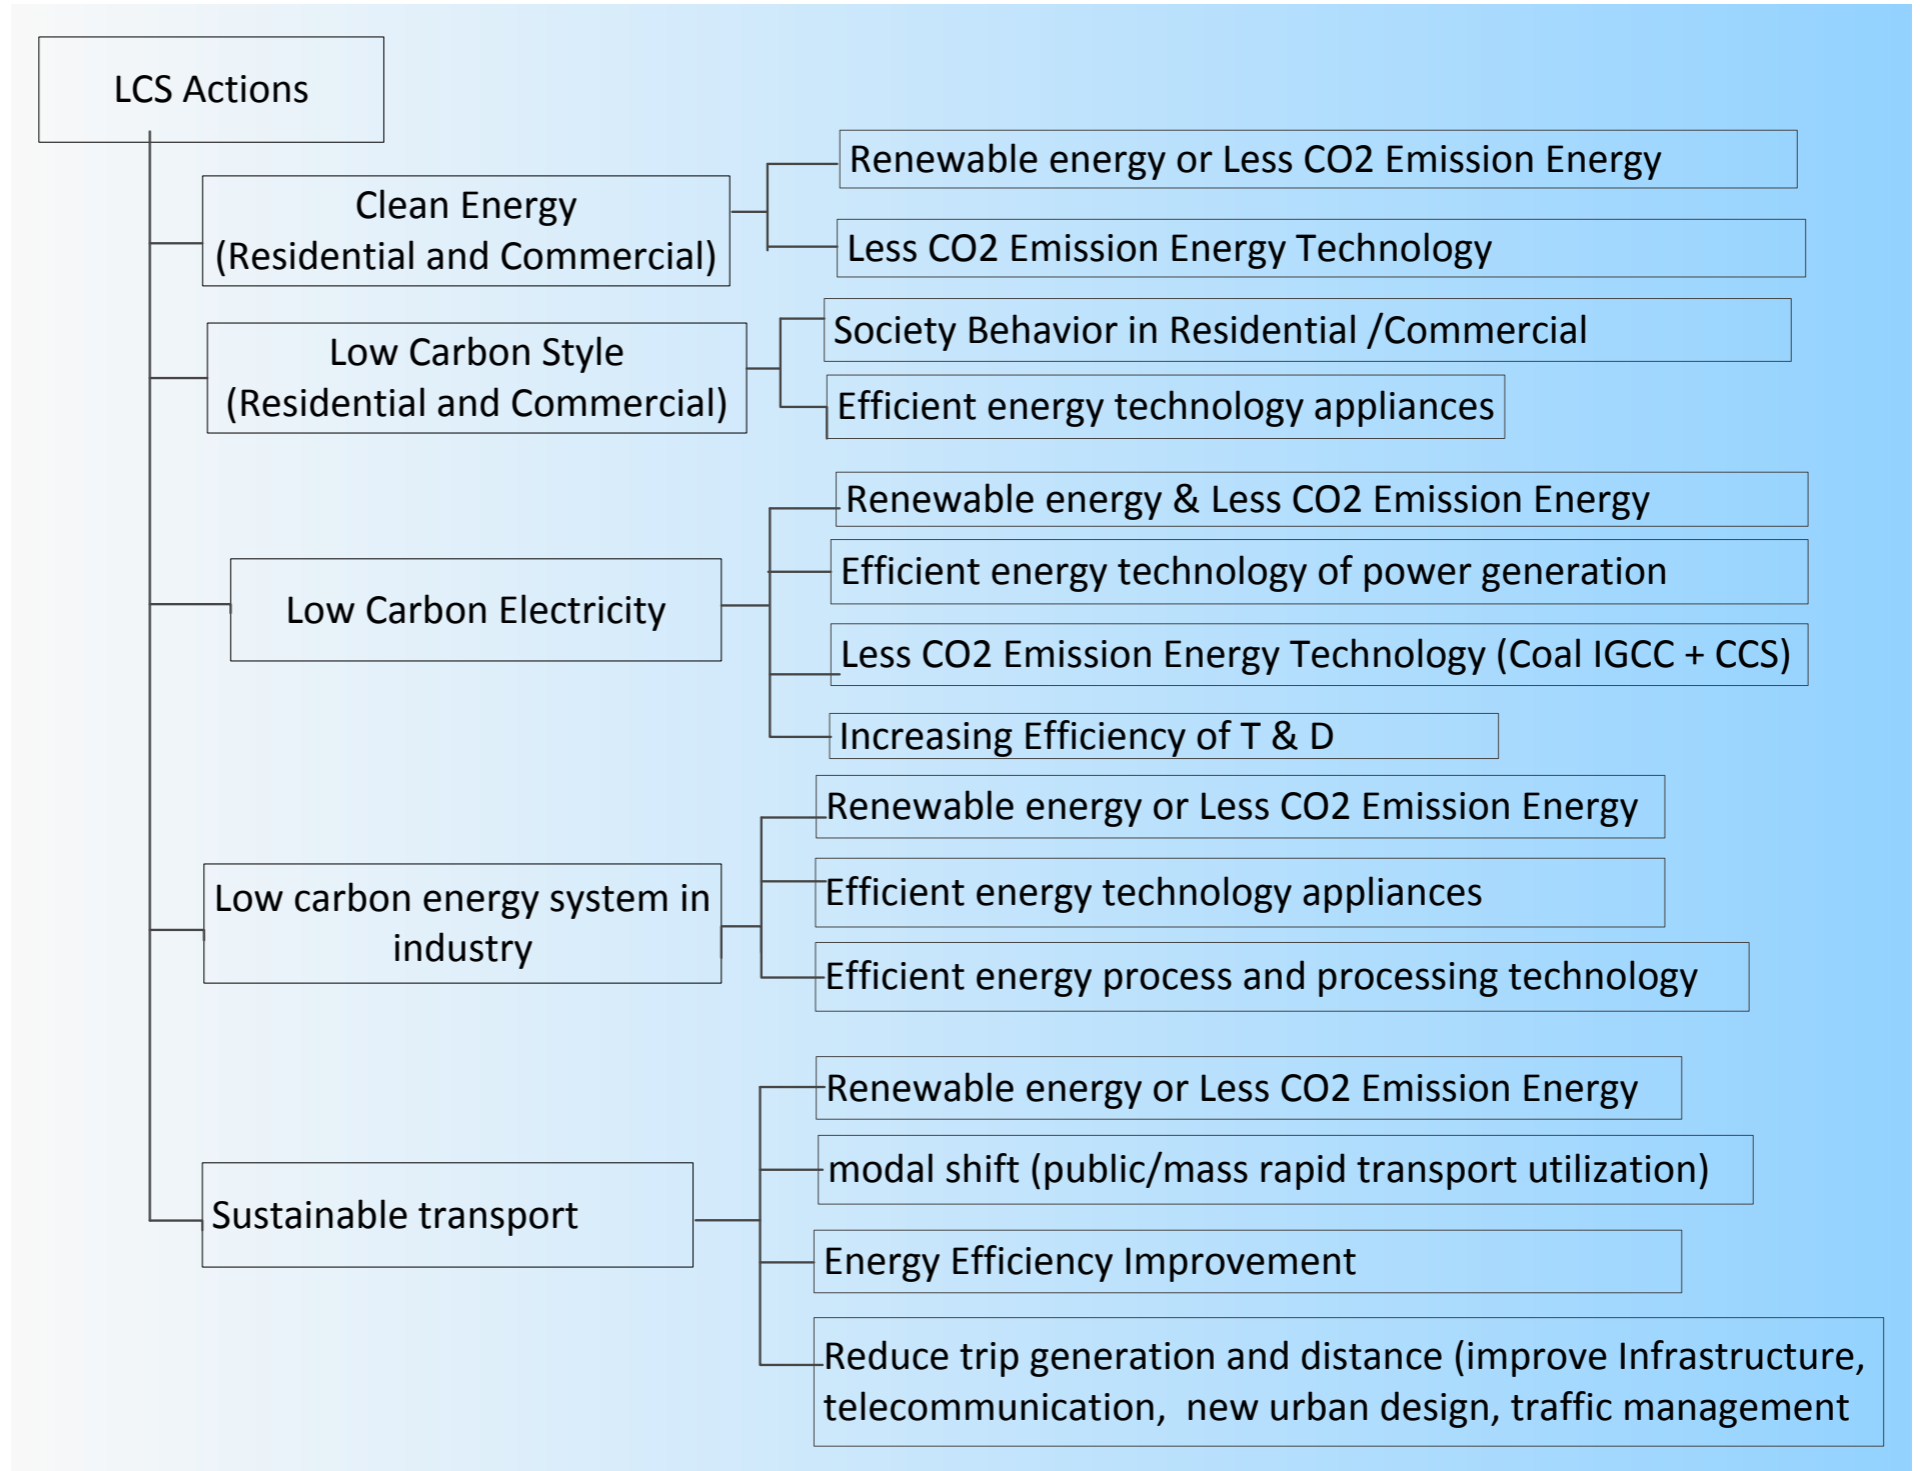 LCS Actions
Clean Energy
(Residential and Commercial)
Renewable energy or Less CO2 Emission Energy
Less CO2 Emission Energy Technology
Low Carbon Style
(Residential and Commercial)
Society Behavior in Residential /Commercial
Efficient energy technology appliances
Low Carbon Electricity
Renewable energy & Less CO2 Emission Energy
Efficient energy technology of power generation
Less CO2 Emission Energy Technology (Coal IGCC + CCS)
Increasing Efficiency of T & D
Low carbon energy system in
industry
Renewable energy or Less CO2 Emission Energy
Efficient energy technology appliances
Efficient energy process and processing technology
Sustainable transport
Renewable energy or Less CO2 Emission Energy
modal shift (public/mass rapid transport utilization)
Energy Efficiency Improvement
Reduce trip generation and distance (improve Infrastructure,
telecommunication,  new urban design, traffic management